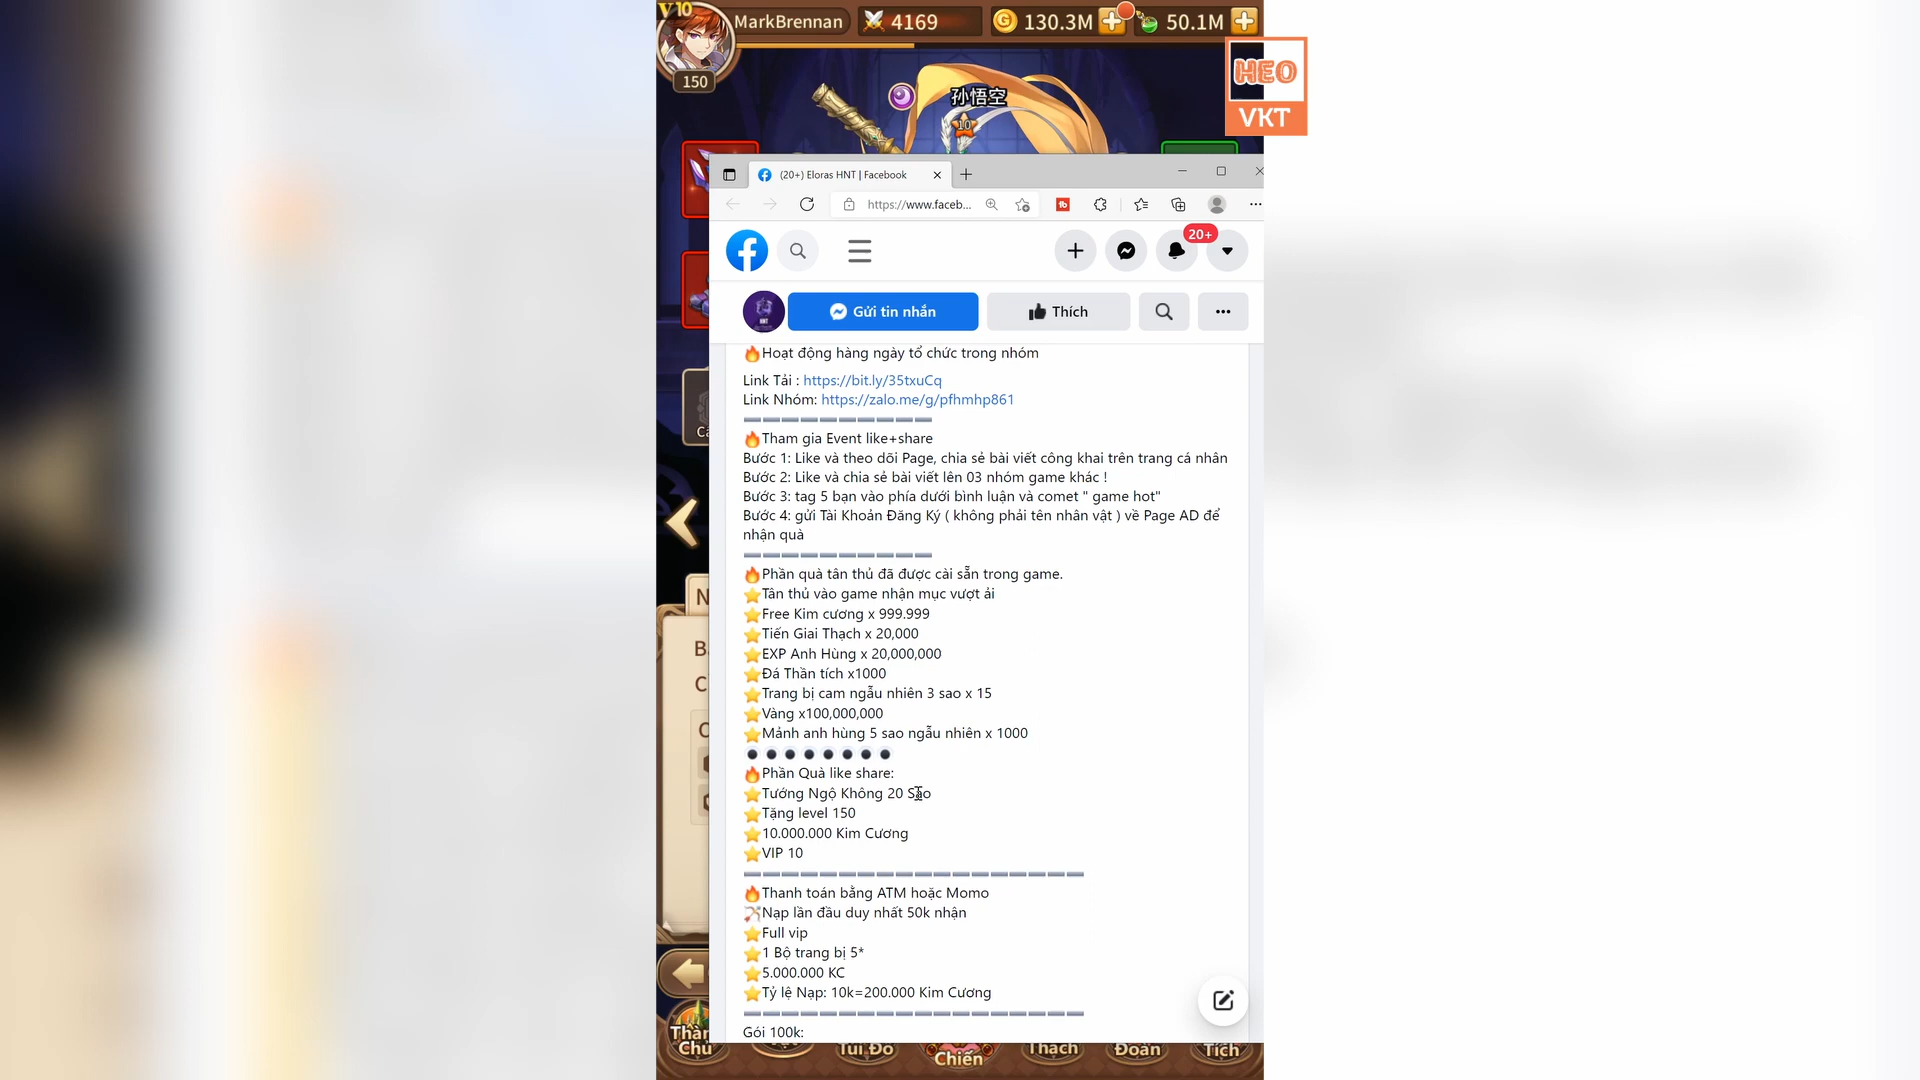 V10
MarkBrennan
4169
130.3M
50.1M
150
孙悟空
10
HEO
VKT
(20+) Eloras HNT | Facebook
https://www.faceb...
20+
Gửi tin nhắn
Thích
🔥Hoạt động hàng ngày tổ chức trong nhóm
Link Tải : https://bit.ly/35txuCq
Link Nhóm: https://zalo.me/g/pfhmhp861
🔥Tham gia Event like+share
Bước 1: Like và theo dõi Page, chia sẻ bài viết công khai trên trang cá nhân
Bước 2: Like và chia sẻ bài viết lên 03 nhóm game khác !
Bước 3: tag 5 bạn vào phía dưới bình luận và comet " game hot"
Bước 4: gửi Tài Khoản Đăng Ký ( không phải tên nhân vật ) về Page AD để
nhận quà
🔥Phần quà tân thủ đã được cài sẵn trong game.
⭐Tân thủ vào game nhận mục vượt ải
⭐Free Kim cương x 999.999
⭐Tiến Giai Thạch x 20,000
⭐EXP Anh Hùng x 20,000,000
⭐Đá Thần tích x1000
⭐Trang bị cam ngẫu nhiên 3 sao x 15
⭐Vàng x100,000,000
⭐Mảnh anh hùng 5 sao ngẫu nhiên x 1000
🔥Phần Quà like share:
⭐Tướng Ngộ Không 20 Sao
⭐Tặng level 150
⭐10.000.000 Kim Cương
⭐VIP 10
🔥Thanh toán bằng ATM hoặc Momo
Nạp lần đầu duy nhất 50k nhận
⭐Full vip
⭐1 Bộ trang bị 5*
⭐5.000.000 KC
⭐Tỷ lệ Nạp: 10k=200.000 Kim Cương
Gói 100k:
Chủ
Túi Đồ
Chiến
Thách
Đoàn
Tích